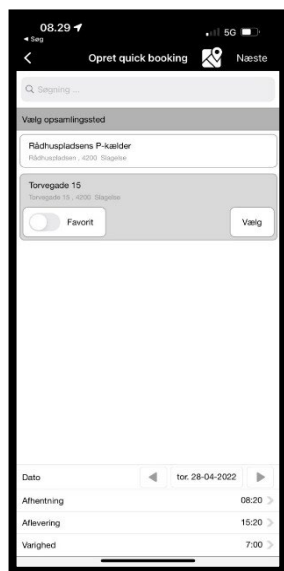 08.29
◄ Søg
5G
Opret quick booking
Næste
Søgning ...
Vælg opsamlingssted
Rådhuspladsens P-kælder
Rådhuspladsen , 4200 Slagelse
Torvegade 15
Torvegade 15 , 4200 Slagelse
Favorit
Vælg
Dato
tor. 28-04-2022
Afhentning
08:20
Aflevering
15:20
Varighed
7:00